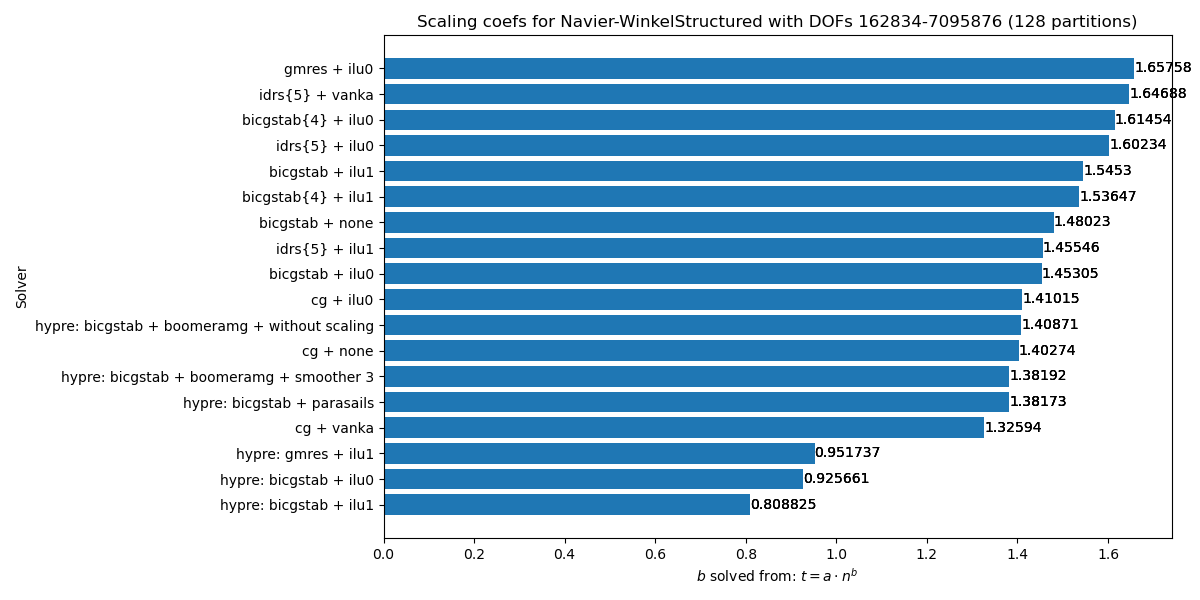 Scaling coefs for Navier-WinkelStructured with DOFs 162834-7095876 (128 partitions)
gmres + ilu0 1.65758
idrs{5} + vanka 1.64688
bicgstab{4} + ilu0 1.61454
idrs{5} + ilu0 1.60234
bicgstab + ilu1 1.5453
bicgstab{4} + ilu1 1.53647
bicgstab + none 1.48023
idrs{5} + ilu1 1.45546
bicgstab + ilu0 1.45305
cg + ilu0 1.41015
hypre: bicgstab + boomeramg + without scaling 1.40871
cg + none 1.40274
hypre: bicgstab + boomeramg + smoother 3 1.38192
hypre: bicgstab + parasails 1.38173
cg + vanka 1.32594
hypre: gmres + ilu1 0.951737
hypre: bicgstab + ilu0 0.925661
hypre: bicgstab + ilu1 0.808825
Solver
0.0 0.2 0.4 0.6 0.8 1.0 1.2 1.4 1.6
b solved from: t = a · n^b